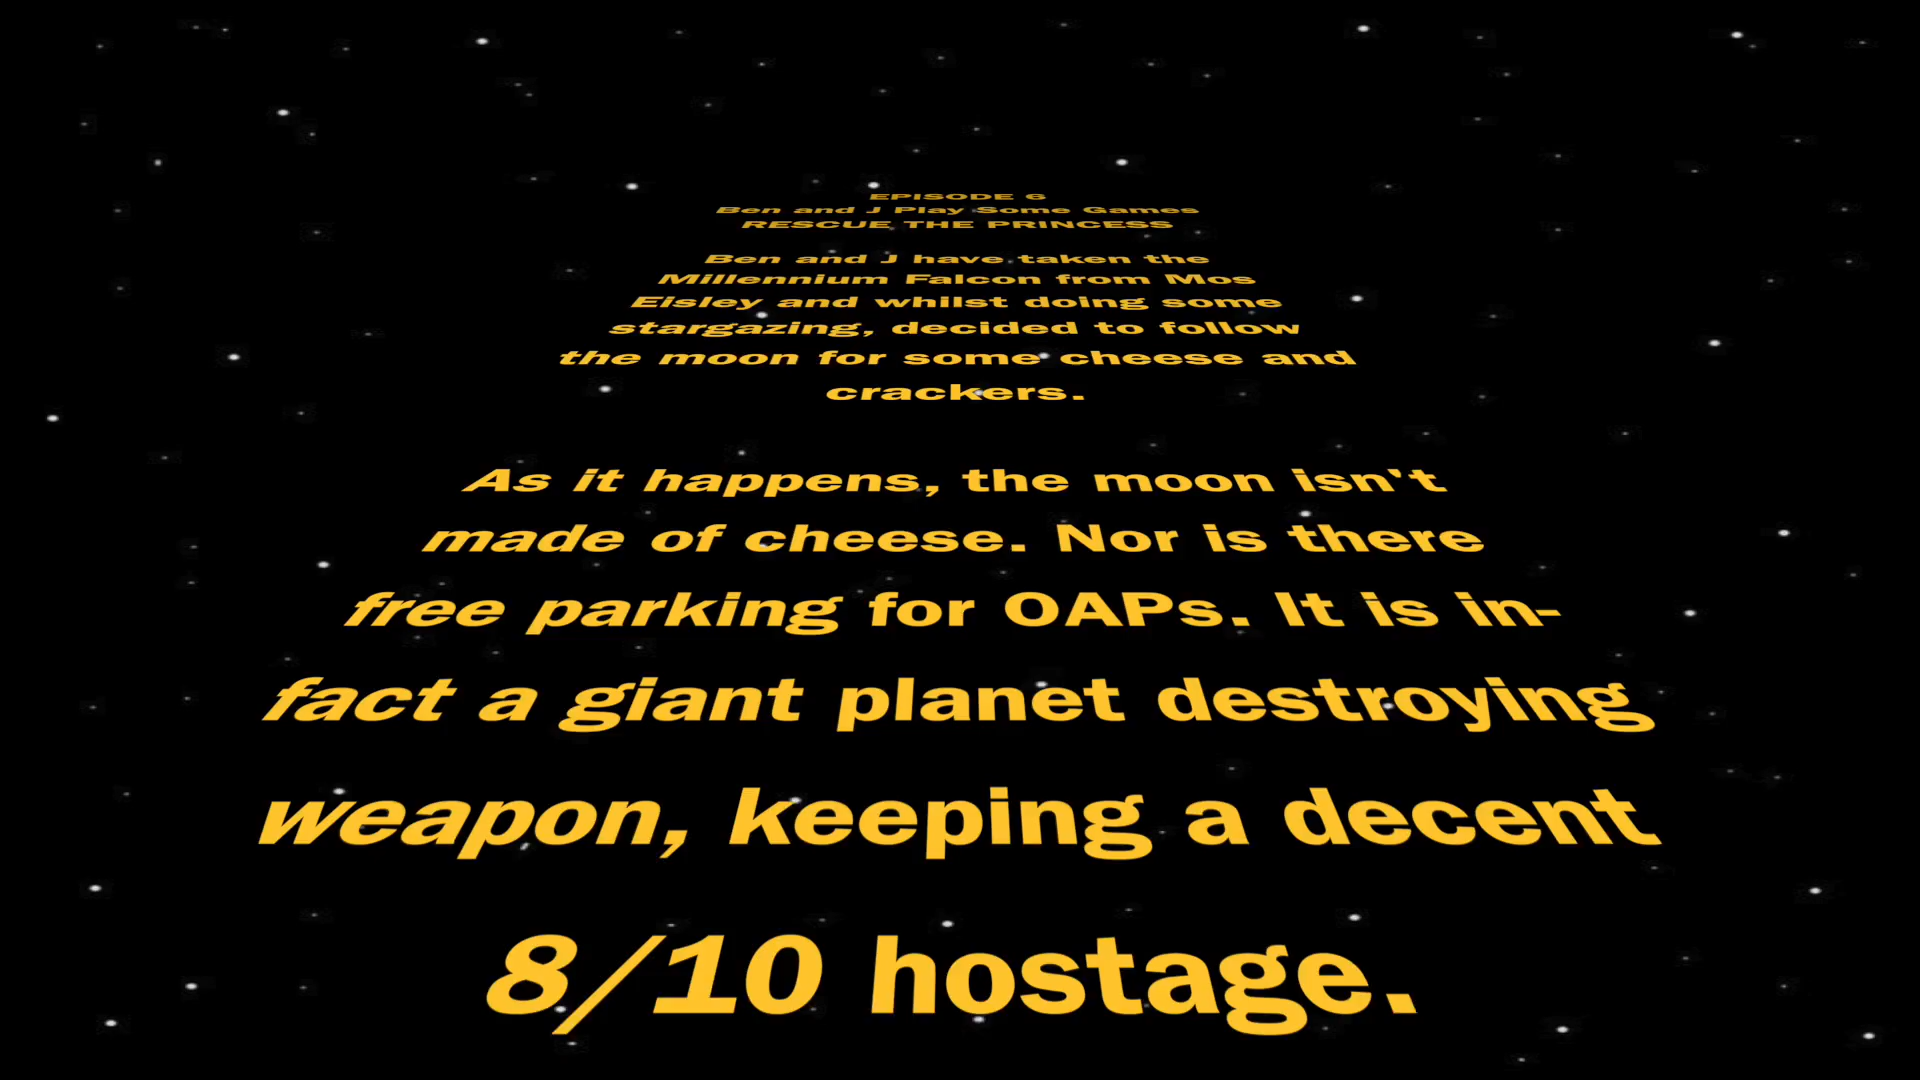 EPISODE 6
Ben and J Play Some Games
RESCUE THE PRINCESS
Ben and J have taken the
Millennium Falcon from Mos
Eisley and whilst doing some
stargazing, decided to follow
the moon for some cheese and
crackers.
As it happens, the moon isn't
made of cheese. Nor is there
free parking for OAPs. It is in-
fact a giant planet destroying
weapon, keeping a decent
8/10 hostage.